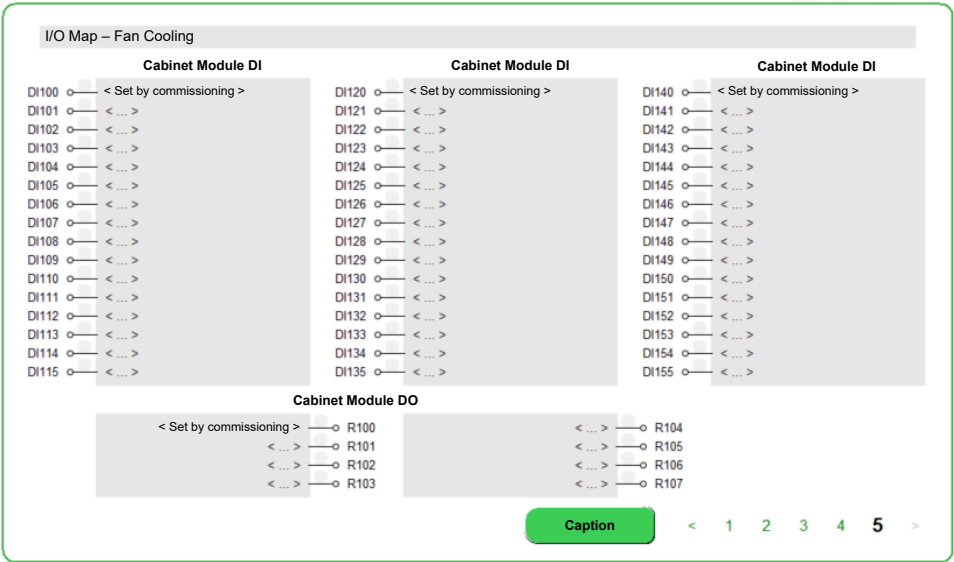 I/O Map – Fan Cooling
Cabinet Module DI
DI100 < Set by commissioning >
DI101 < ... >
DI102 < ... >
DI103 < ... >
DI104 < ... >
DI105 < ... >
DI106 < ... >
DI107 < ... >
DI108 < ... >
DI109 < ... >
DI110 < ... >
DI111 < ... >
DI112 < ... >
DI113 < ... >
DI114 < ... >
DI115 < ... >
Cabinet Module DI
DI120 < Set by commissioning >
DI121 < ... >
DI122 < ... >
DI123 < ... >
DI124 < ... >
DI125 < ... >
DI126 < ... >
DI127 < ... >
DI128 < ... >
DI129 < ... >
DI130 < ... >
DI131 < ... >
DI132 < ... >
DI133 < ... >
DI134 < ... >
DI135 < ... >
Cabinet Module DI
DI140 < Set by commissioning >
DI141 < ... >
DI142 < ... >
DI143 < ... >
DI144 < ... >
DI145 < ... >
DI146 < ... >
DI147 < ... >
DI148 < ... >
DI149 < ... >
DI150 < ... >
DI151 < ... >
DI152 < ... >
DI153 < ... >
DI154 < ... >
DI155 < ... >
Cabinet Module DO
< Set by commissioning > R100
< ... > R101
< ... > R102
< ... > R103
< ... > R104
< ... > R105
< ... > R106
< ... > R107
Caption < 1 2 3 4 5 >